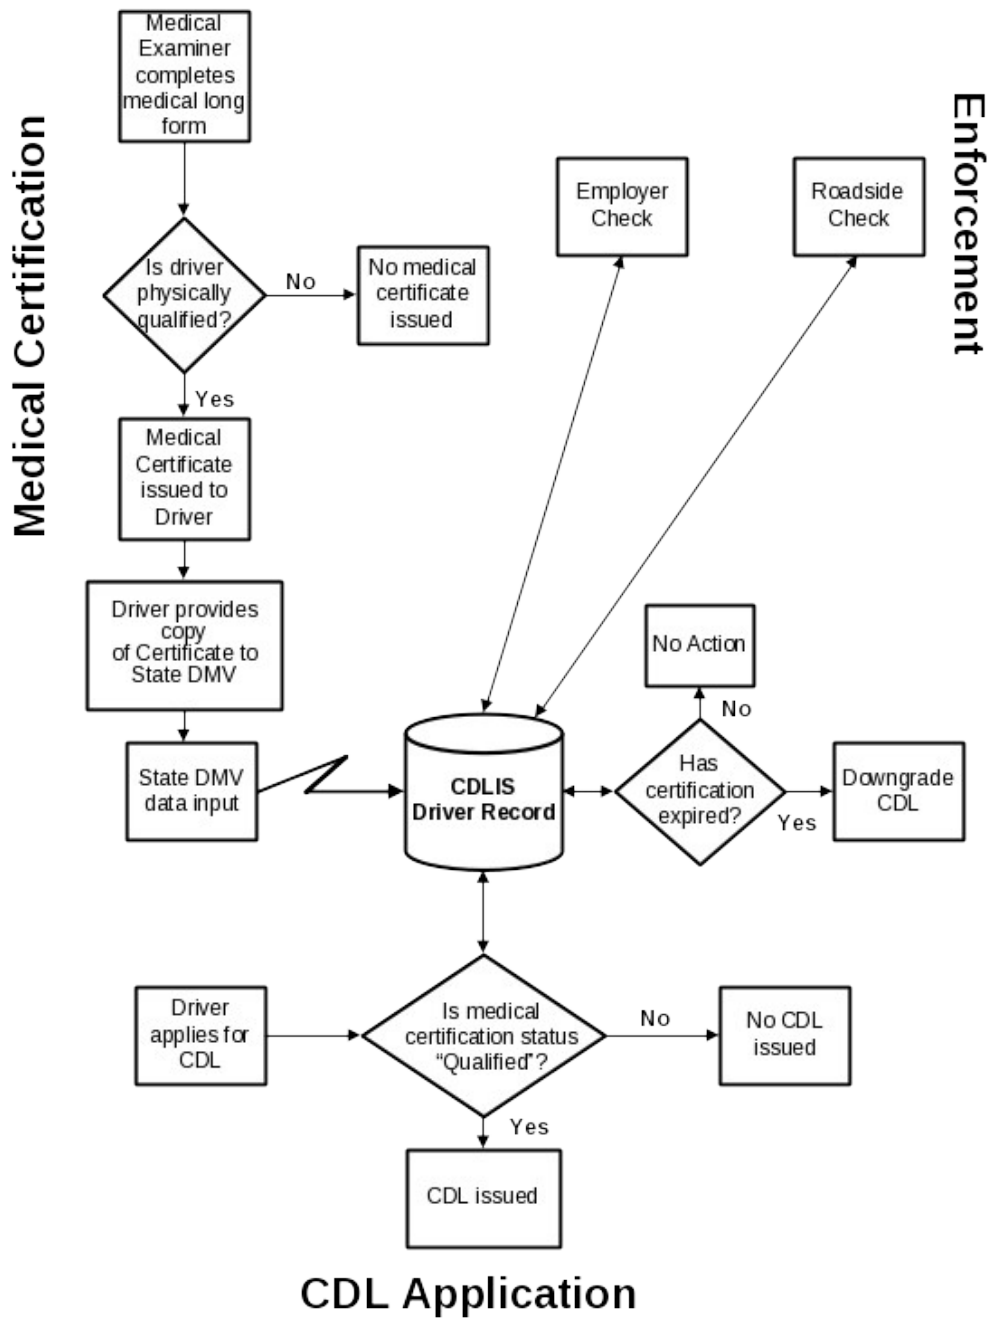 Medical
Examiner
completes
medical long
form
Medical Certification
Enforcement
Employer
Check
Roadside
Check
Is driver
physically
qualified?
No
No medical
certificate
issued
Yes
Medical
Certificate
issued to
Driver
Driver provides
copy
of Certificate to
State DMV
State DMV
data input
CDLIS
Driver Record
No Action
No
Has
certification
expired?
Yes
Downgrade
CDL
Driver
applies for
CDL
Is medical
certification status
“Qualified”?
No
No CDL
issued
Yes
CDL issued
CDL Application